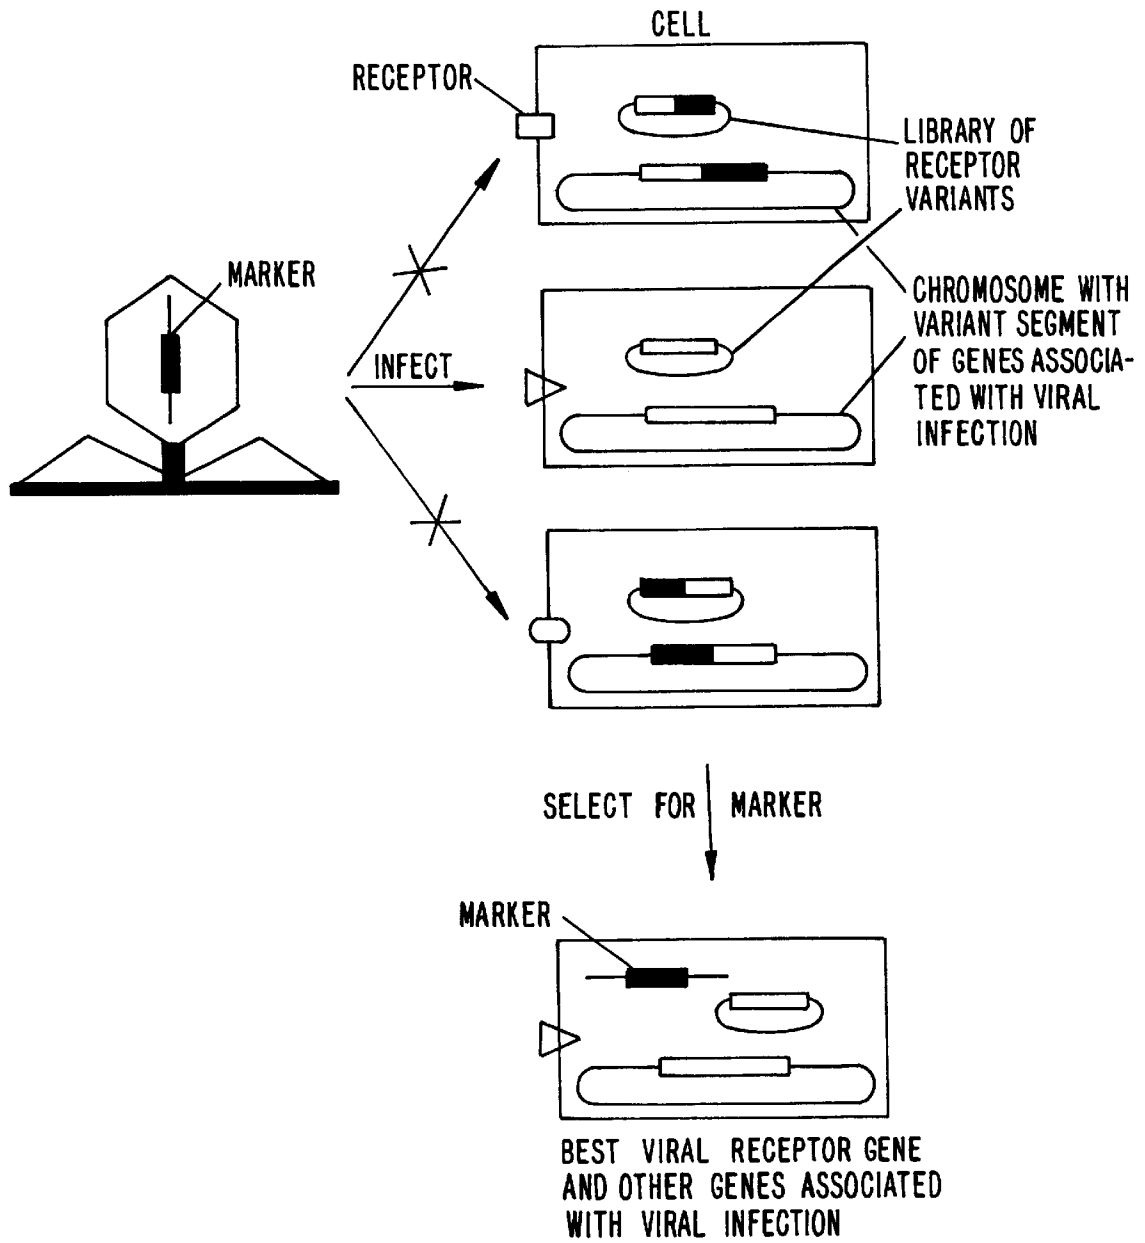 CELL
RECEPTOR
LIBRARY OF
RECEPTOR
VARIANTS
MARKER
CHROMOSOME WITH
VARIANT SEGMENT
OF GENES ASSOCIA-
TED WITH VIRAL
INFECTION
INFECT
SELECT FOR MARKER
MARKER
BEST VIRAL RECEPTOR GENE
AND OTHER GENES ASSOCIATED
WITH VIRAL INFECTION